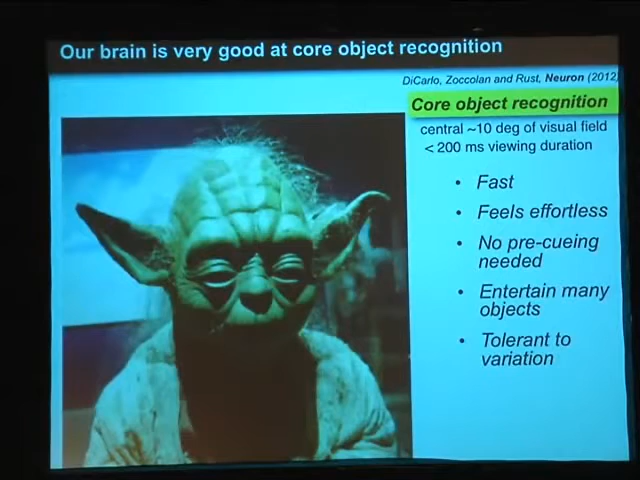 Our brain is very good at core object recognition
DiCarlo, Zoccolan and Rust, Neuron (2012)
Core object recognition
central ~10 deg of visual field
< 200 ms viewing duration
• Fast
• Feels effortless
• No pre-cueing
needed
• Entertain many
objects
• Tolerant to
variation